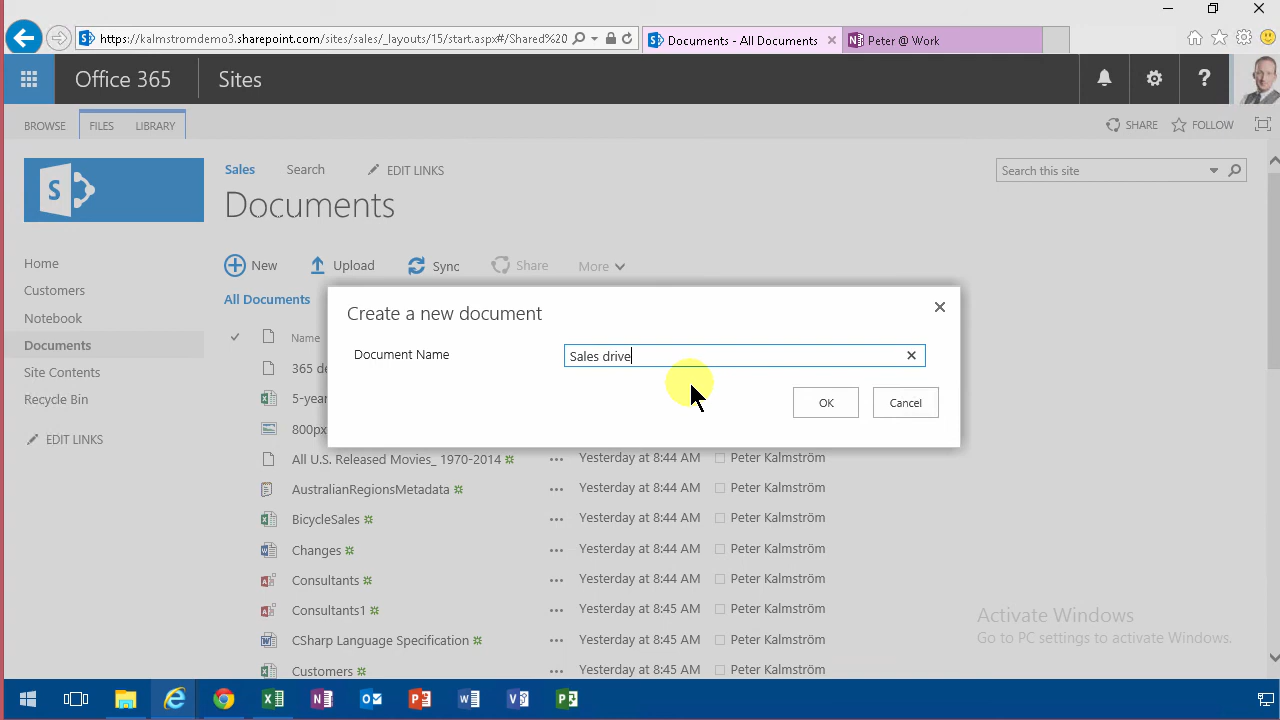 https://kalmstromdemo3.sharepoint.com/sites/sales/_layouts/15/start.aspx#/Shared%20
Documents - All Documents
Peter @ Work
Office 365
Sites
BROWSE
FILES
LIBRARY
SHARE
FOLLOW
Sales
Search
EDIT LINKS
Search this site
Documents
Home
Customers
Notebook
Documents
Site Contents
Recycle Bin
EDIT LINKS
New
Upload
Sync
Share
More
All Documents
Create a new document
Document Name
Sales drive
OK
Cancel
Name
365 de
5-year
800px
All U.S. Released Movies_ 1970-2014 ... Yesterday at 8:44 AM Peter Kalmström
AustralianRegionsMetadata ... Yesterday at 8:44 AM Peter Kalmström
BicycleSales ... Yesterday at 8:44 AM Peter Kalmström
Changes ... Yesterday at 8:44 AM Peter Kalmström
Consultants ... Yesterday at 8:44 AM Peter Kalmström
Consultants1 ... Yesterday at 8:45 AM Peter Kalmström
CSharp Language Specification ... Yesterday at 8:45 AM Peter Kalmström
Customers ... Yesterday at 8:45 AM Peter Kalmström
Activate Windows
Go to PC settings to activate Windows.